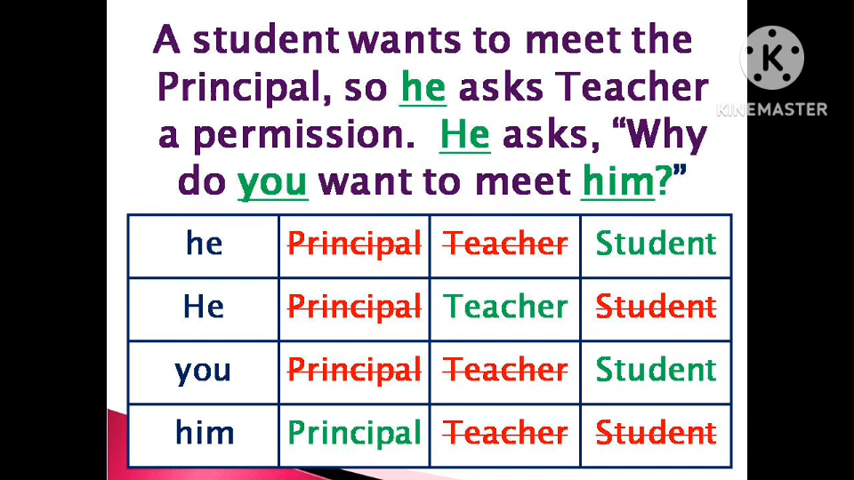 A student wants to meet the
Principal, so he asks Teacher
a permission. He asks, “Why
do you want to meet him?”
K
KINEMASTER
he Principal Teacher Student
He Principal Teacher Student
you Principal Teacher Student
him Principal Teacher Student